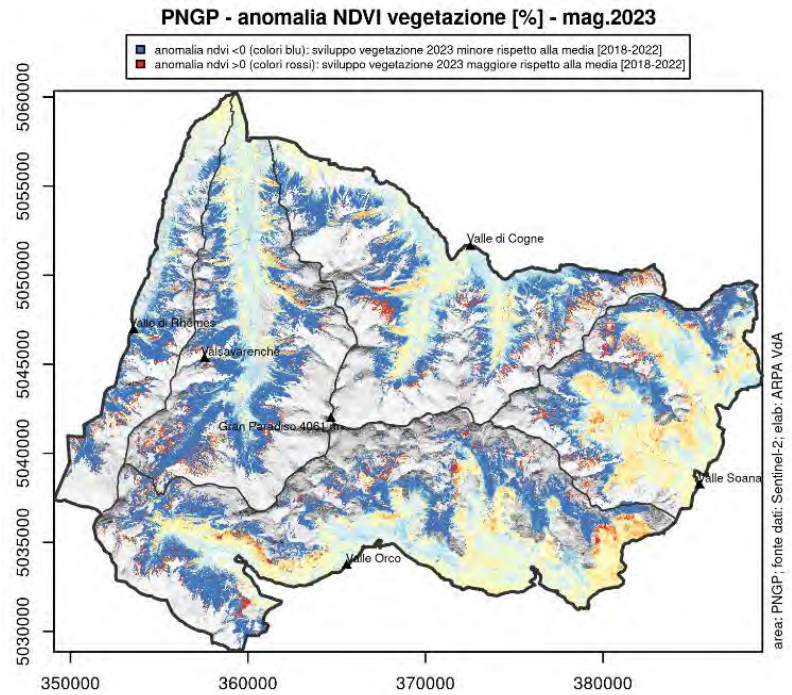 PNGP - anomalia NDVI vegetazione [%] - mag.2023
anomalia ndvi <0 (colori blu): sviluppo vegetazione 2023 minore rispetto alla media [2018-2022]
anomalia ndvi >0 (colori rossi): sviluppo vegetazione 2023 maggiore rispetto alla media [2018-2022]
5060000
5055000
5050000
5045000
5040000
5035000
5030000
Valle di Cogne
Valle di Rhêmes
Valsavarenche
Gran Paradiso 4061 m
Valle Soana
Valle Orco
350000
360000
370000
380000
area: PNGP; fonte dati: Sentinel-2; elab: ARPA VdA